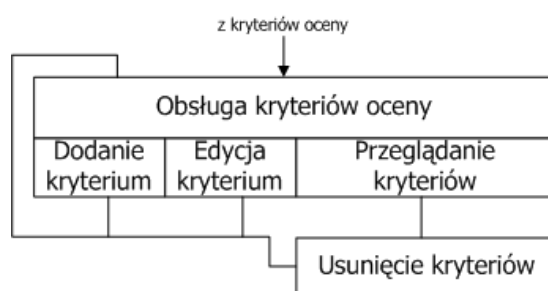 z kryteriów oceny
Obsługa kryteriów oceny
Dodanie
kryterium
Edycja
kryterium
Przeglądanie
kryteriów
Usunięcie kryteriów